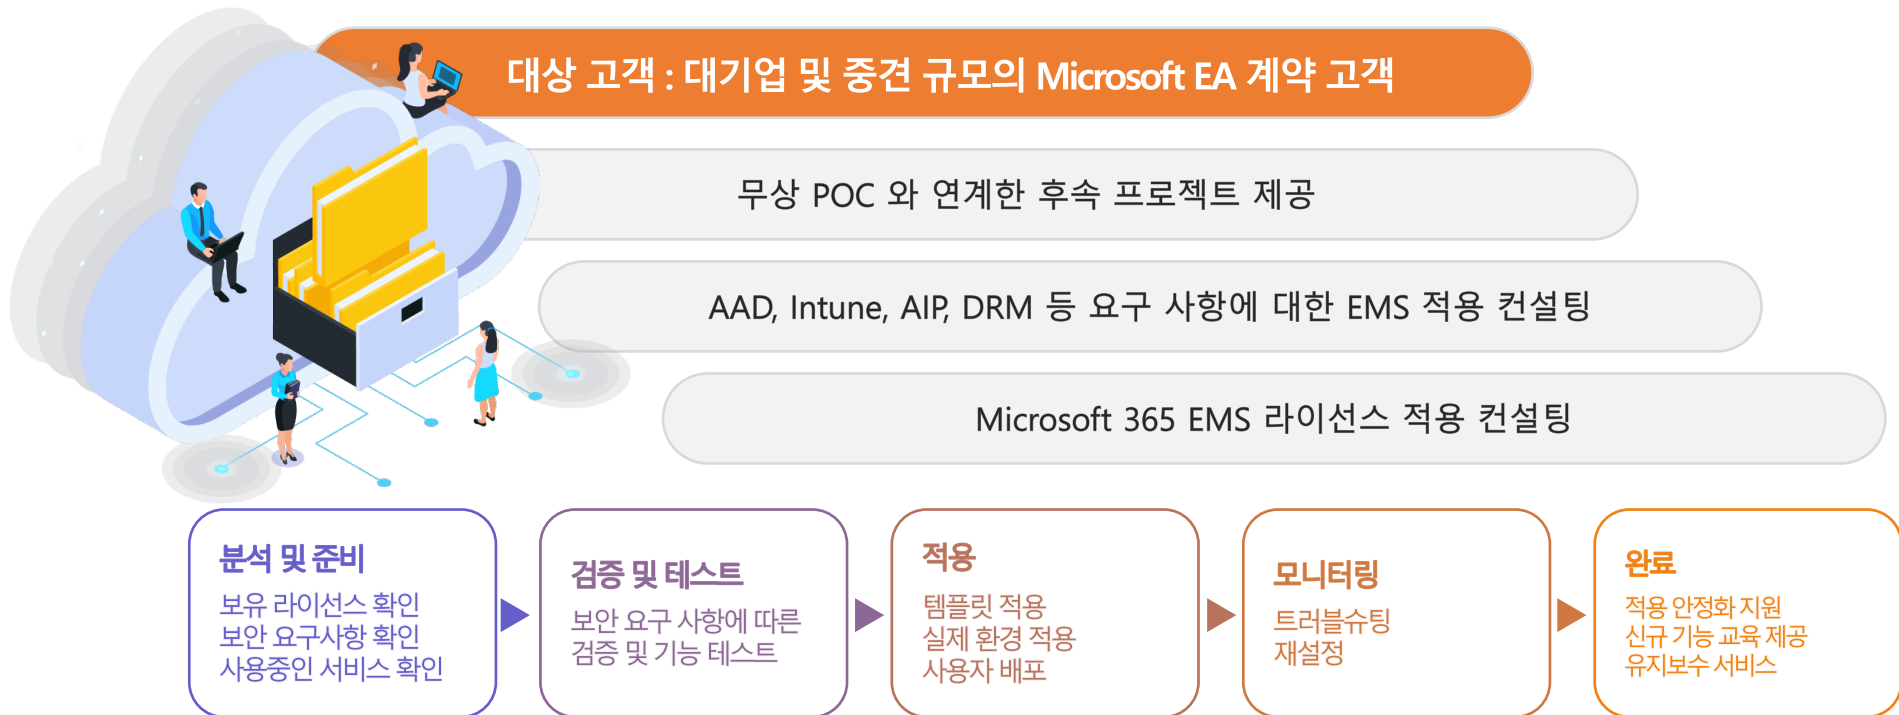 대상 고객 : 대기업 및 중견 규모의 Microsoft EA 계약 고객
무상 POC 와 연계한 후속 프로젝트 제공
AAD, Intune, AIP, DRM 등 요구 사항에 대한 EMS 적용 컨설팅
Microsoft 365 EMS 라이선스 적용 컨설팅
분석 및 준비
보유 라이선스 확인
보안 요구사항 확인
사용중인 서비스 확인
검증 및 테스트
보안 요구 사항에 따른
검증 및 기능 테스트
적용
템플릿 적용
실제 환경 적용
사용자 배포
모니터링
트러블슈팅
재설정
완료
적용 안정화 지원
신규 기능 교육 제공
유지보수 서비스